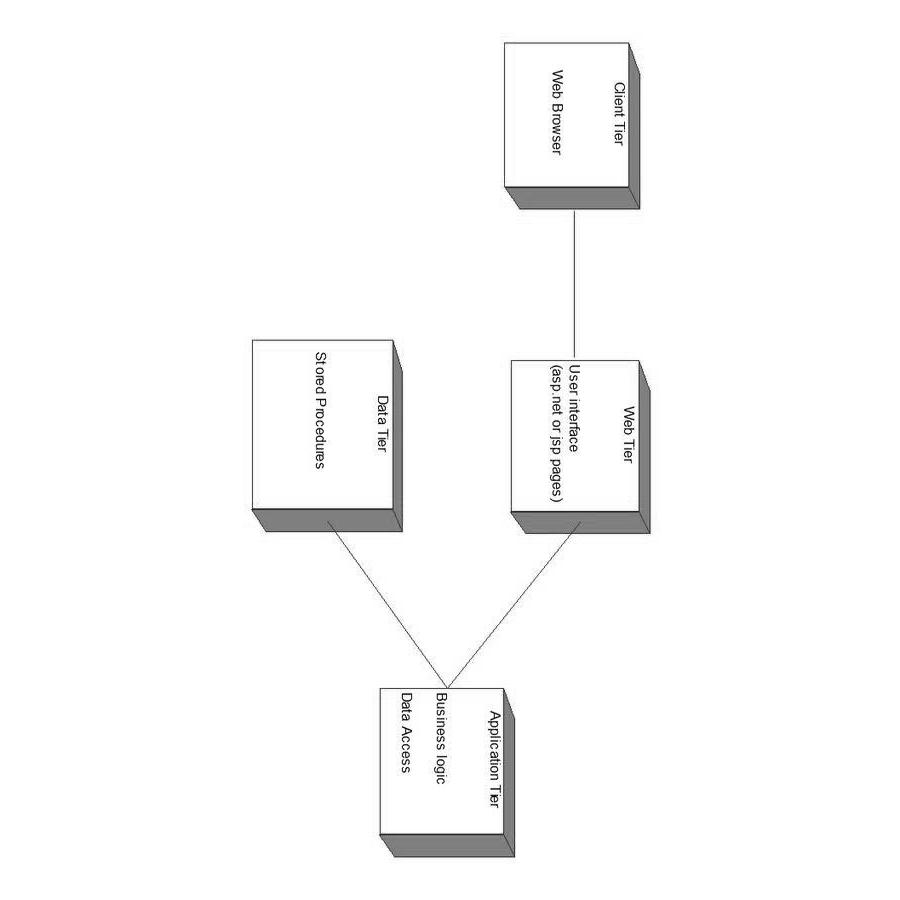 Client Tier
Web Browser
Web Tier
User interface
(asp.net or jsp pages)
Data Tier
Stored Procedures
Application Tier
Business logic
Data Access